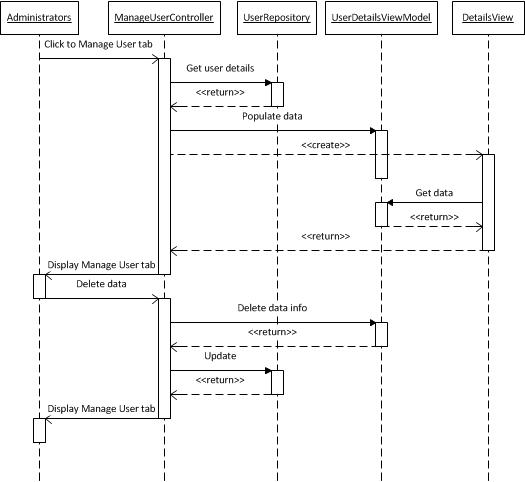 Administrators
ManageUserController
UserRepository
UserDetailsViewModel
DetailsView
Click to Manage User tab
Get user details
<<return>>
Populate data
<<create>>
Get data
<<return>>
<<return>>
Display Manage User tab
Delete data
Delete data info
<<return>>
Update
<<return>>
Display Manage User tab